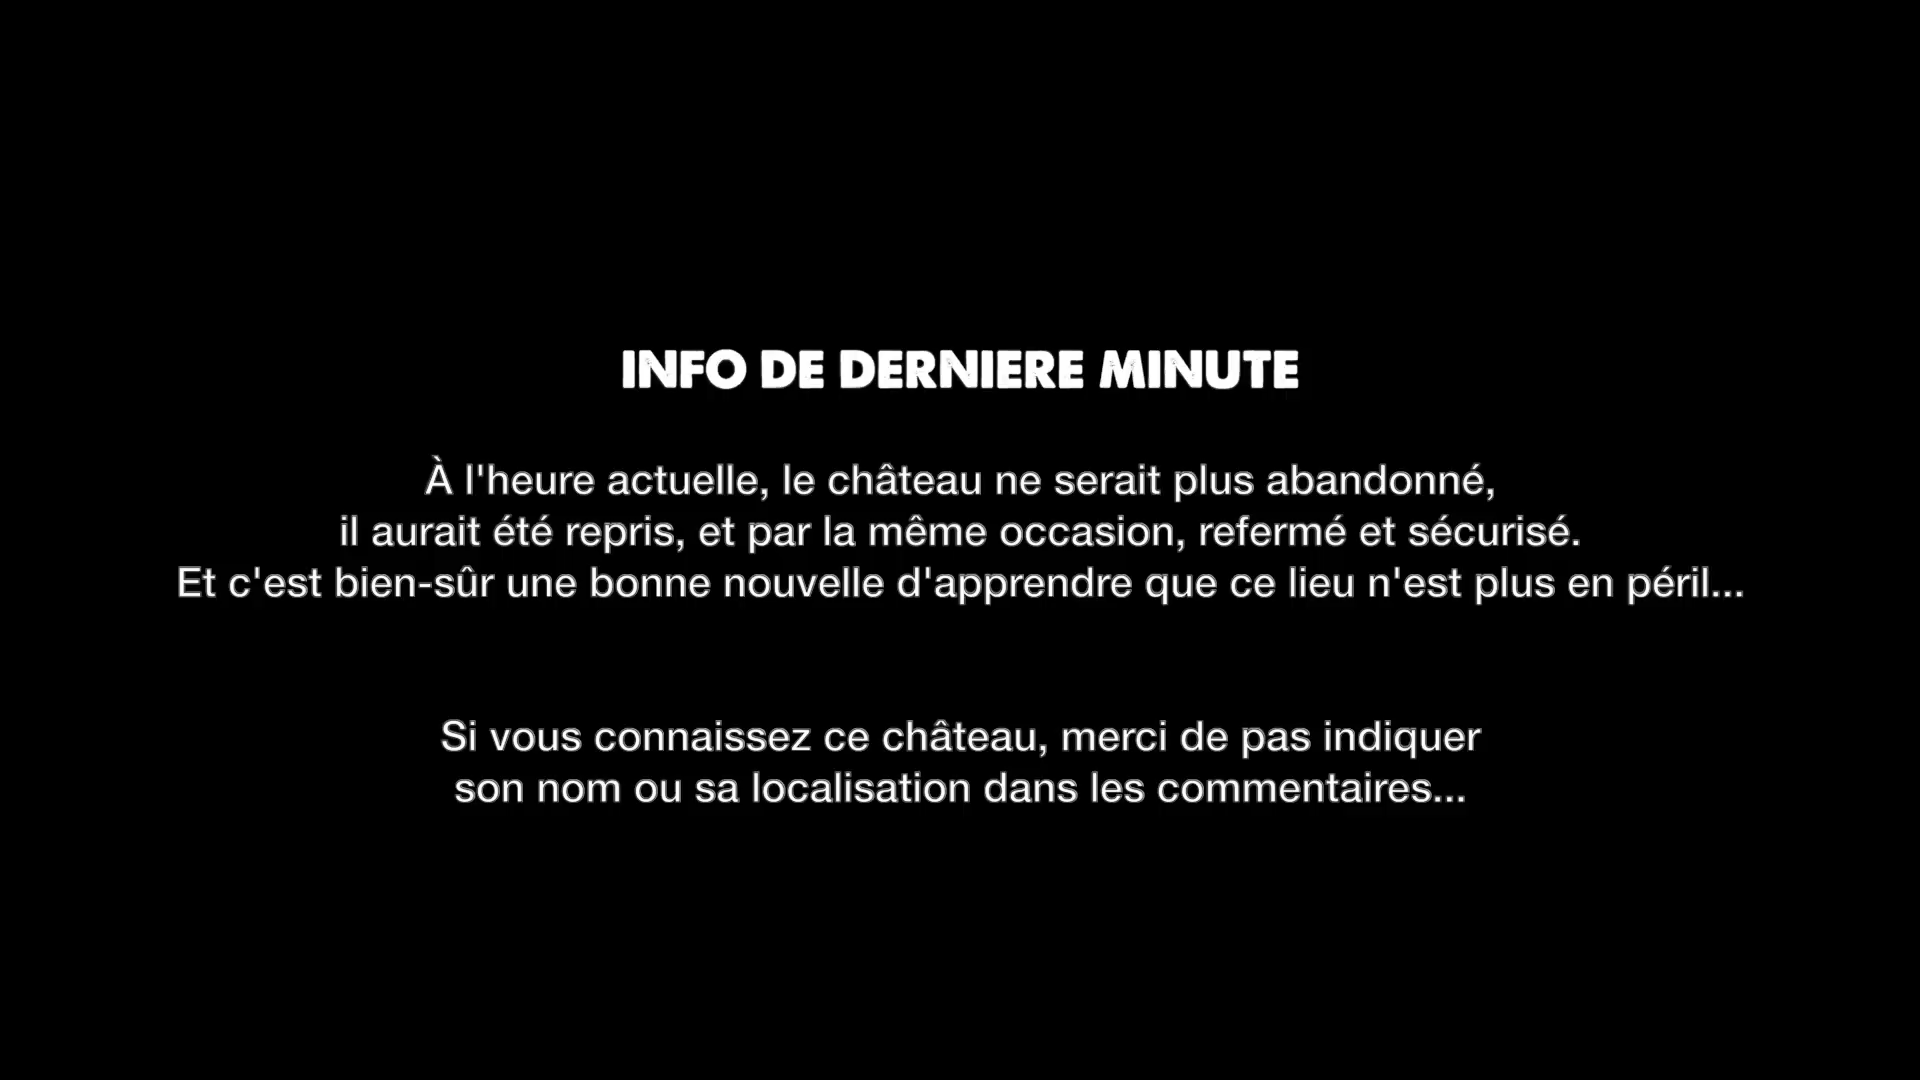 INFO DE DERNIERE MINUTE
À l'heure actuelle, le château ne serait plus abandonné,
il aurait été repris, et par la même occasion, refermé et sécurisé.
Et c'est bien-sûr une bonne nouvelle d'apprendre que ce lieu n'est plus en péril...
Si vous connaissez ce château, merci de pas indiquer
son nom ou sa localisation dans les commentaires...